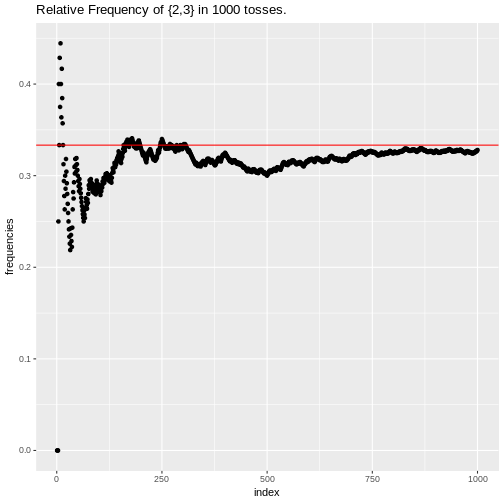 Relative Frequency of {2,3} in 1000 tosses.
0.4
0.3
0.2
0.1
0.0
frequencies
0 250 500 750 1000
index